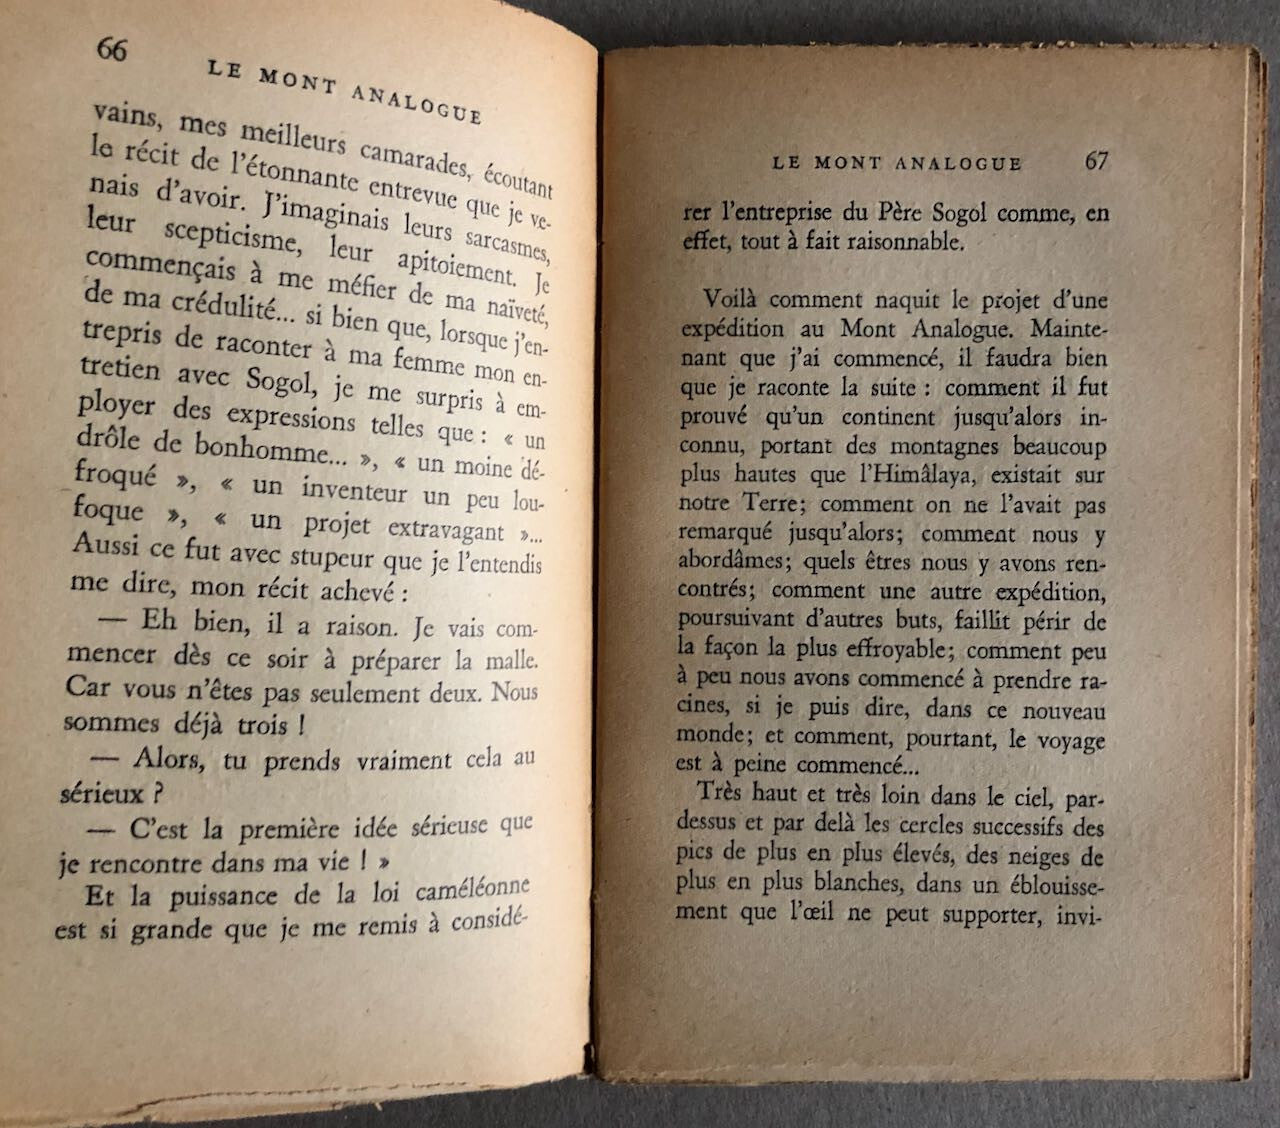 66
LE MONT ANALOGUE
vains, mes meilleurs camarades, écoutant
le récit de l'étonnante entrevue que je ve-
nais d'avoir. J'imaginais leurs sarcasmes,
leur scepticisme, leur apitoiement. Je
commençais à me méfier de ma naïveté,
de ma crédulité... si bien que, lorsque j'en-
trepris de raconter à ma femme mon en-
tretien avec Sogol, je me surpris à em-
ployer des expressions telles que : « un
drôle de bonhomme... », « un moine dé-
froqué », « un inventeur un peu lou-
foque », « un projet extravagant »...
Aussi ce fut avec stupeur que je l'entendis
me dire, mon récit achevé :
— Eh bien, il a raison. Je vais com-
mencer dès ce soir à préparer la malle.
Car vous n'êtes pas seulement deux. Nous
sommes déjà trois !
— Alors, tu prends vraiment cela au
sérieux ?
— C'est la première idée sérieuse que
je rencontre dans ma vie ! »
Et la puissance de la loi caméléonne
est si grande que je me remis à considé-
LE MONT ANALOGUE 67
rer l'entreprise du Père Sogol comme, en
effet, tout à fait raisonnable.
Voilà comment naquit le projet d'une
expédition au Mont Analogue. Mainte-
nant que j'ai commencé, il faudra bien
que je raconte la suite : comment il fut
prouvé qu'un continent jusqu'alors in-
connu, portant des montagnes beaucoup
plus hautes que l'Himâlaya, existait sur
notre Terre; comment on ne l'avait pas
remarqué jusqu'alors; comment nous y
abordâmes; quels êtres nous y avons ren-
contrés; comment une autre expédition,
poursuivant d'autres buts, faillit périr de
la façon la plus effroyable; comment peu
à peu nous avons commencé à prendre ra-
cines, si je puis dire, dans ce nouveau
monde; et comment, pourtant, le voyage
est à peine commencé...
Très haut et très loin dans le ciel, par-
dessus et par delà les cercles successifs des
pics de plus en plus élevés, des neiges de
plus en plus blanches, dans un éblouisse-
ment que l'œil ne peut supporter, invi-